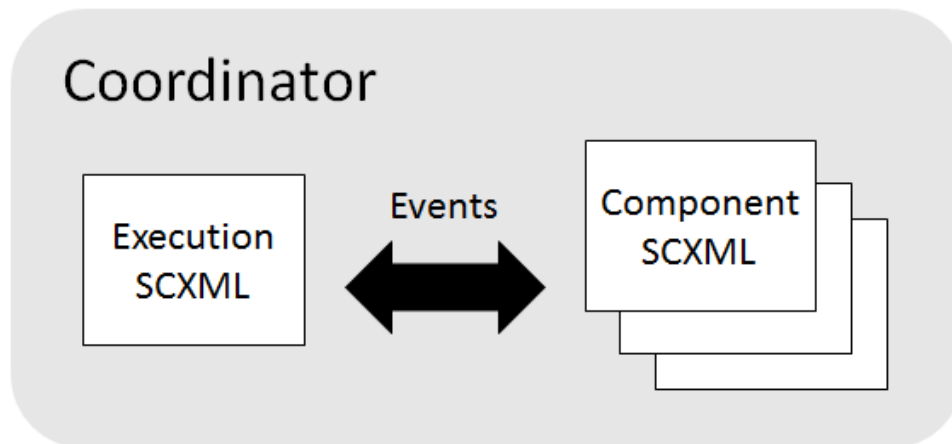 Coordinator
Execution
SCXML
Events
Component
SCXML